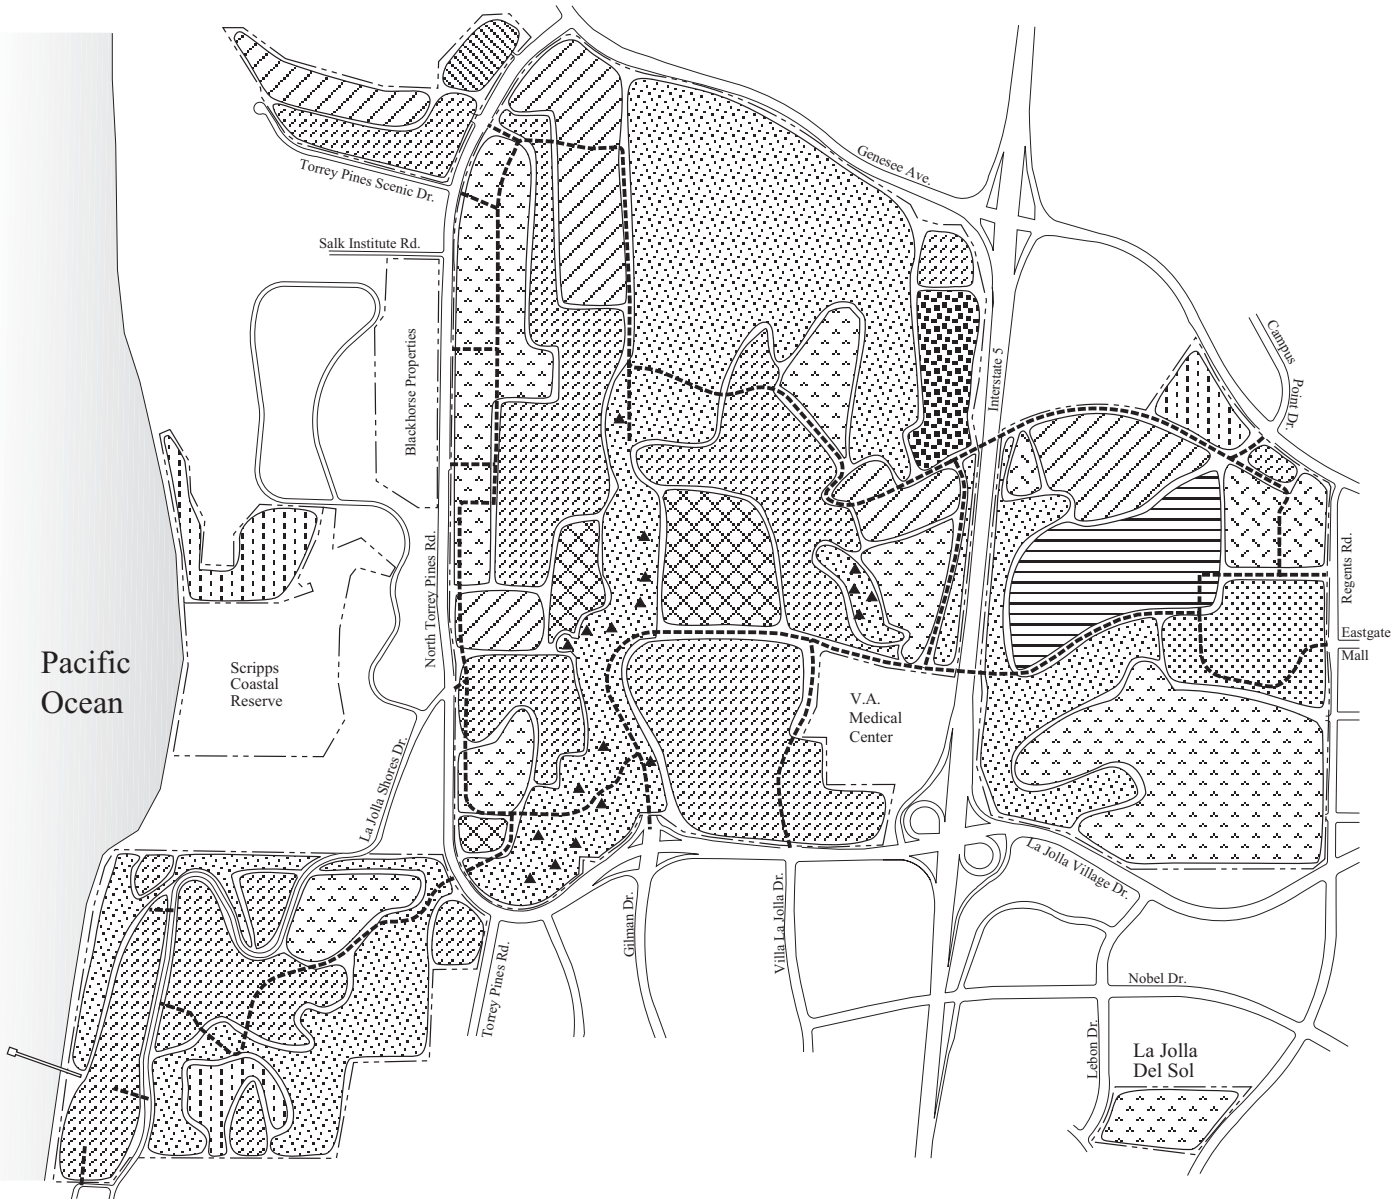 Genesee Ave.
Torrey Pines Scenic Dr.
Salk Institute Rd.
Blackhorse Properties
Interstate 5
Campus
Point Dr.
North Torrey Pines Rd.
Regents Rd.
Eastgate
Mall
Pacific
Ocean
Scripps
Coastal
Reserve
V.A.
Medical
Center
La Jolla Shores Dr.
La Jolla Village Dr.
Gilman Dr.
Villa La Jolla Dr.
Torrey Pines Rd.
Nobel Dr.
Lebon Dr.
La Jolla
Del Sol